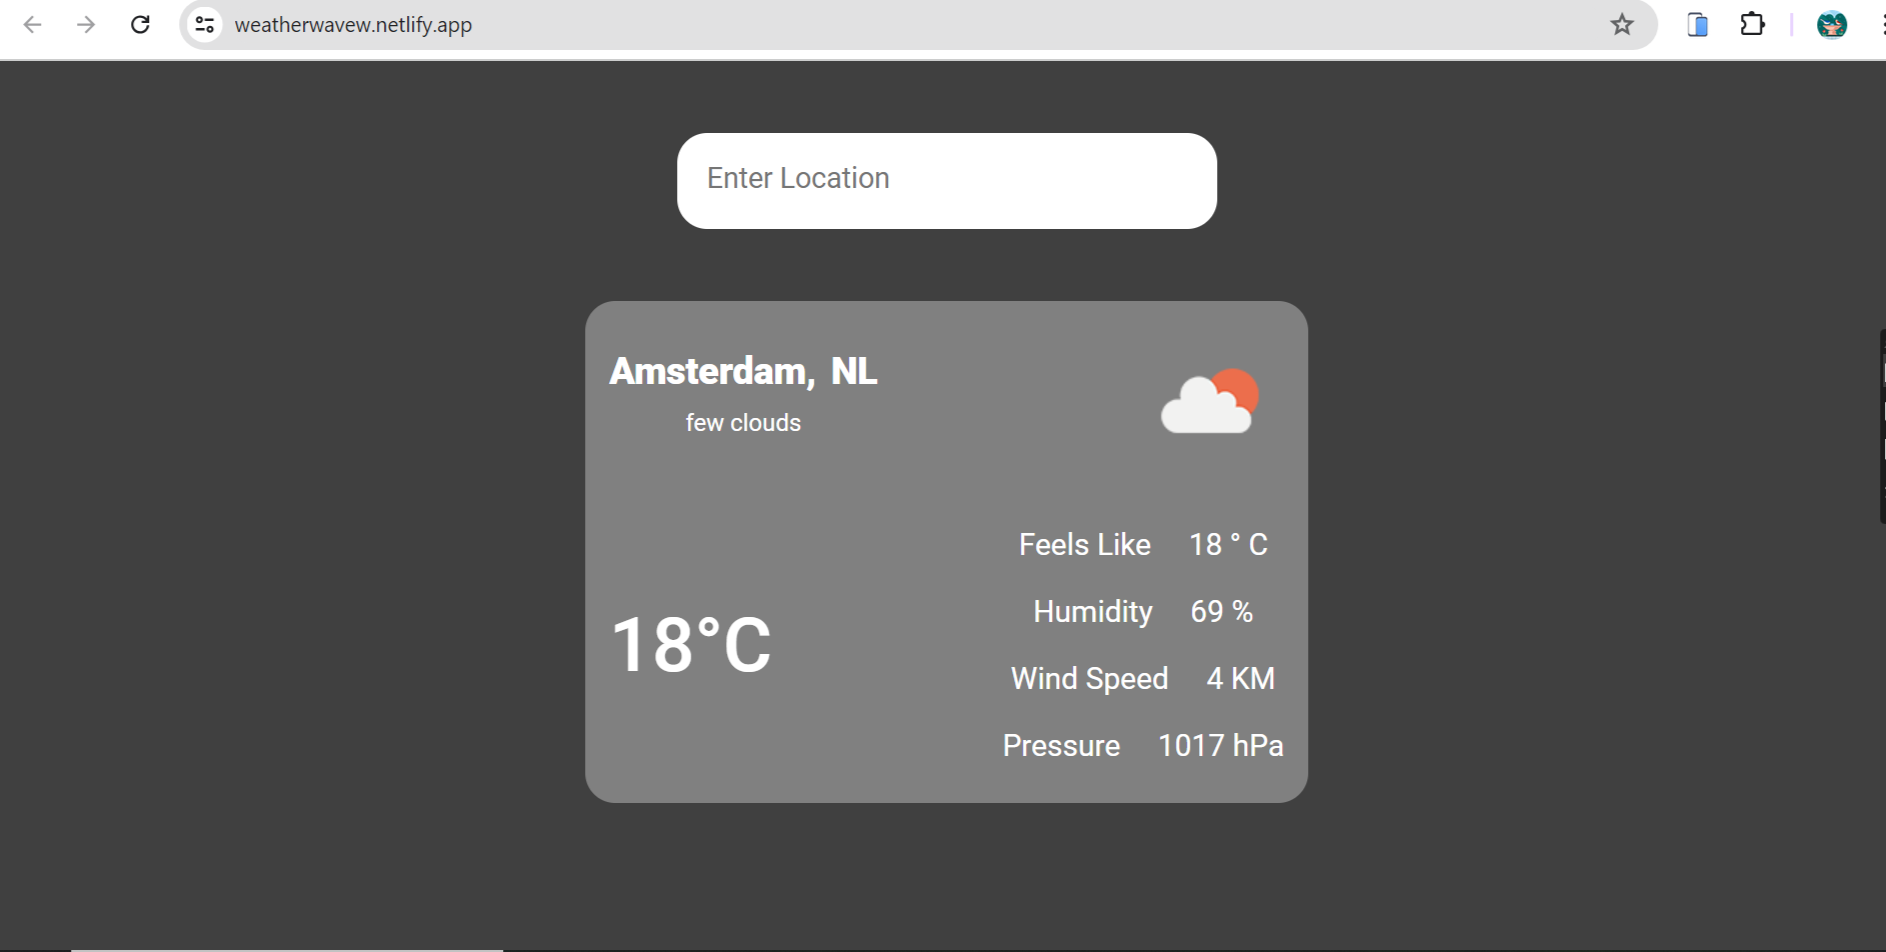 weatherwavew.netlify.app
Enter Location
Amsterdam, NL
few clouds
18°C
Feels Like 18 ° C
Humidity 69 %
Wind Speed 4 KM
Pressure 1017 hPa